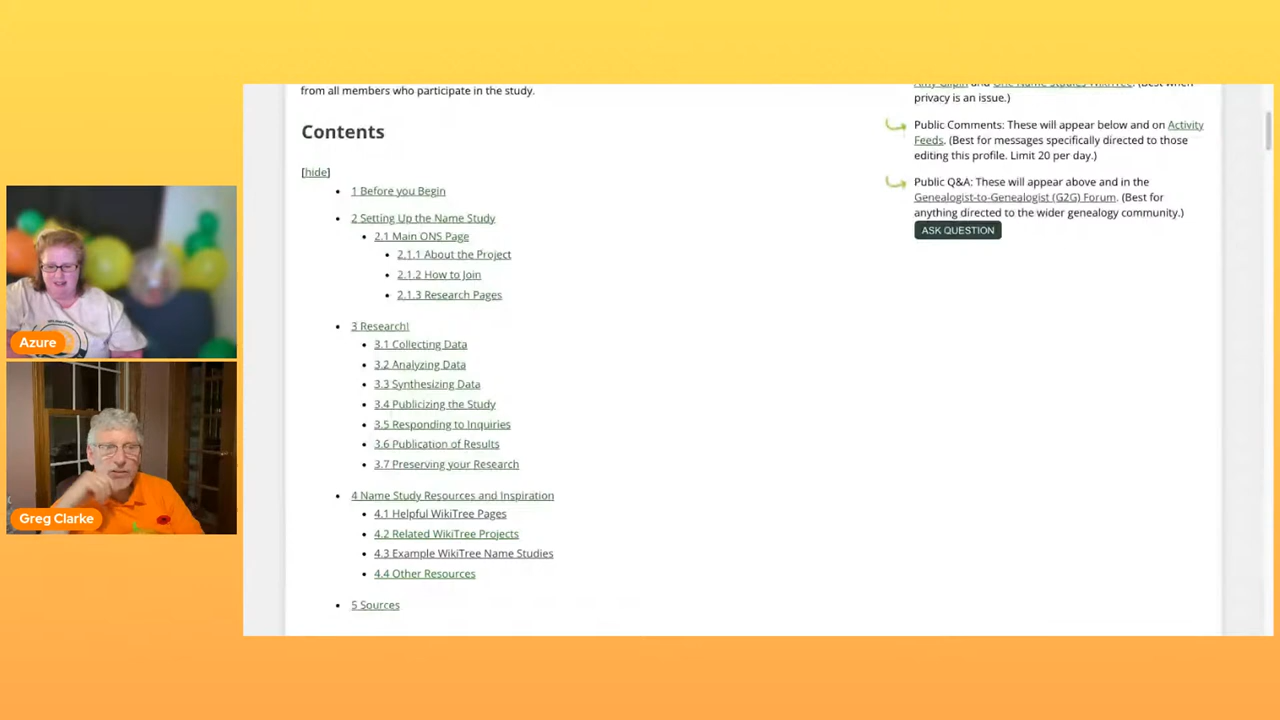 from all members who participate in the study.
Contents
[hide]
1 Before you Begin
2 Setting Up the Name Study
2.1 Main ONS Page
2.1.1 About the Project
2.1.2 How to Join
2.1.3 Research Pages
3 Research!
3.1 Collecting Data
3.2 Analyzing Data
3.3 Synthesizing Data
3.4 Publicizing the Study
3.5 Responding to Inquiries
3.6 Publication of Results
3.7 Preserving your Research
4 Name Study Resources and Inspiration
4.1 Helpful WikiTree Pages
4.2 Related WikiTree Projects
4.3 Example WikiTree Name Studies
4.4 Other Resources
5 Sources
privacy is an issue.)
Public Comments: These will appear below and on Activity
Feeds. (Best for messages specifically directed to those
editing this profile. Limit 20 per day.)
Public Q&A: These will appear above and in the
Genealogist-to-Genealogist (G2G) Forum. (Best for
anything directed to the wider genealogy community.)
ASK QUESTION
Azure
Greg Clarke